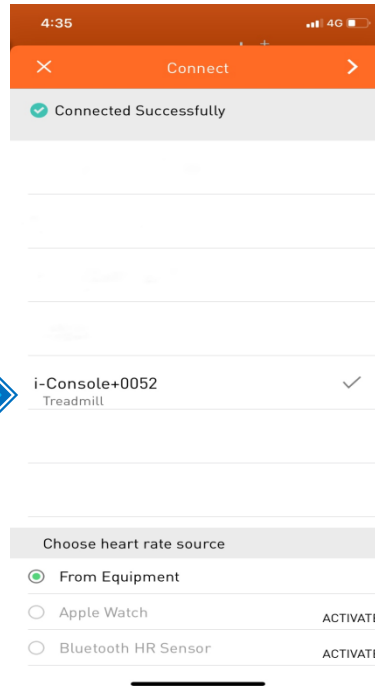 4:35
4G
Connect
Connected Successfully
i-Console+0052
Treadmill
Choose heart rate source
From Equipment
Apple Watch
ACTIVATE
Bluetooth HR Sensor
ACTIVATE